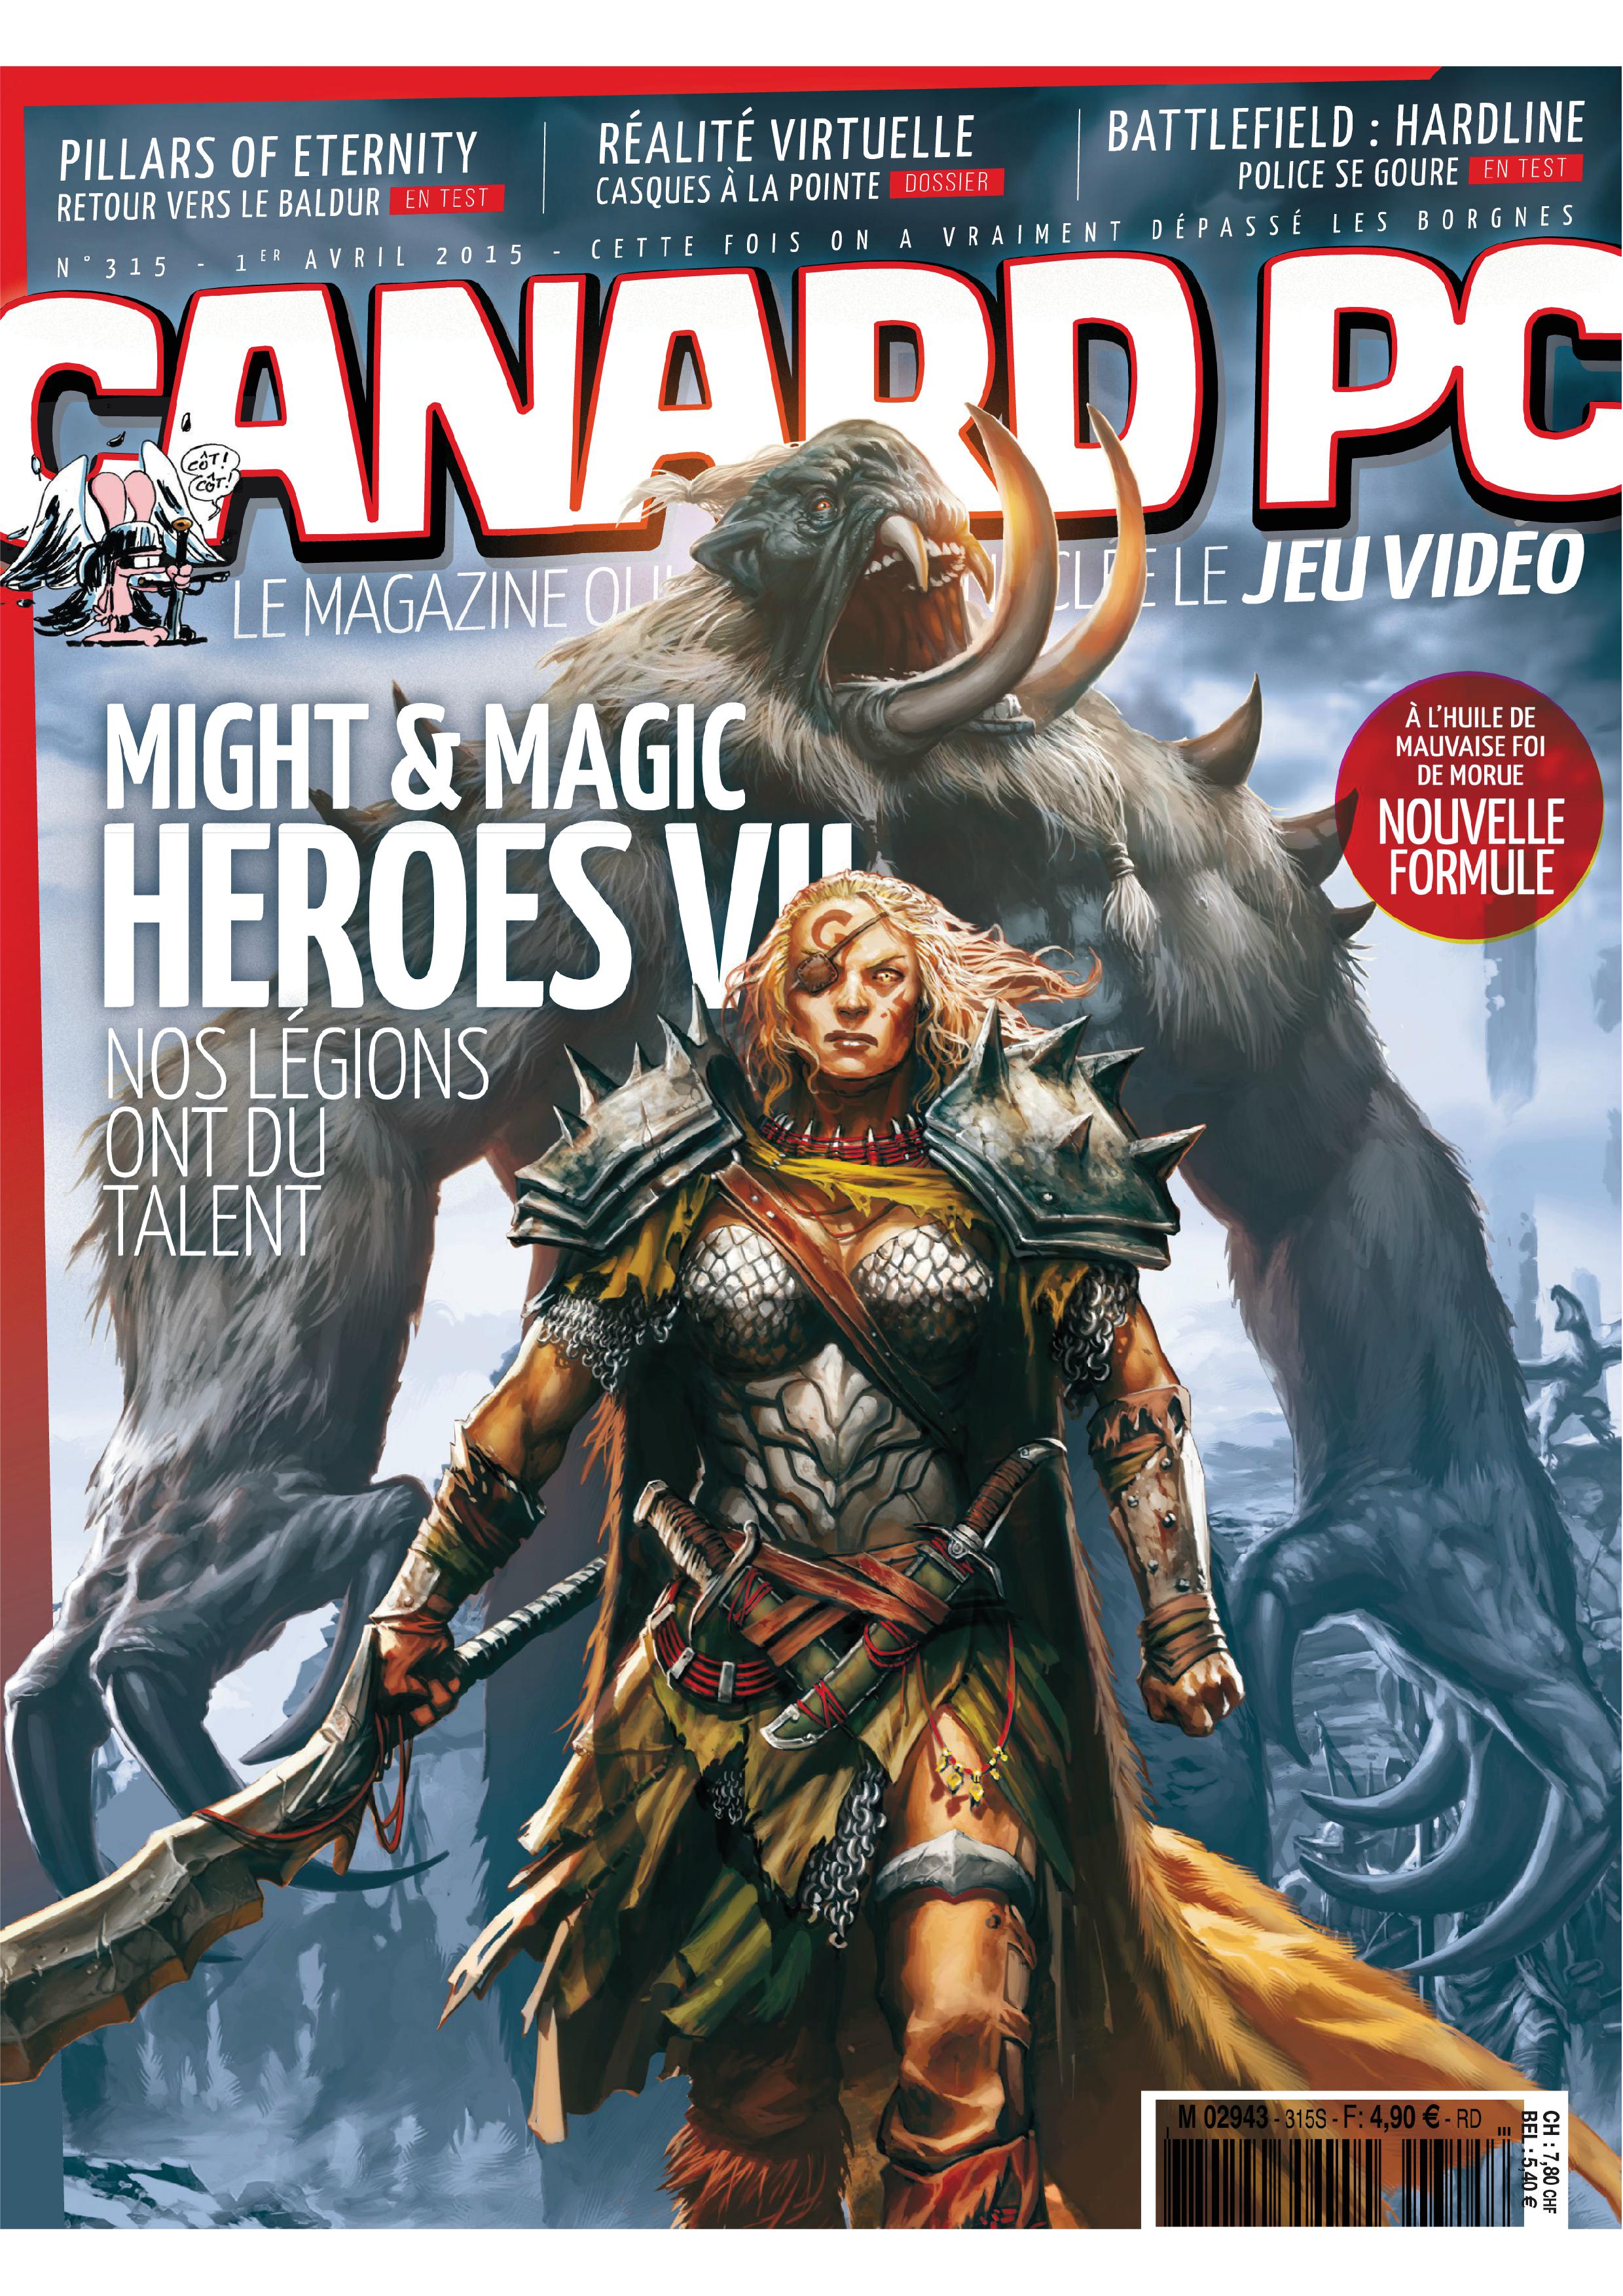 PILLARS OF ETERNITY
RETOUR VERS LE BALDUR EN TEST
RÉALITÉ VIRTUELLE
CASQUES À LA POINTE DOSSIER
BATTLEFIELD : HARDLINE
POLICE SE GOURE EN TEST
N°315 - 1ER AVRIL 2015 - CETTE FOIS ON A VRAIMENT DÉPASSÉ LES BORGNES
CANARD PC
CÔT!
CÔT!
LE MAGAZINE LE JEU VIDÉO
MIGHT & MAGIC
HEROES VII
NOS LÉGIONS
ONT DU
TALENT
À L'HUILE DE
MAUVAISE FOI
DE MORUE
NOUVELLE
FORMULE
M 02943 - 315S - F: 4,90 € - RD
CH : 7,80 CHF
BEL : 5,40 €